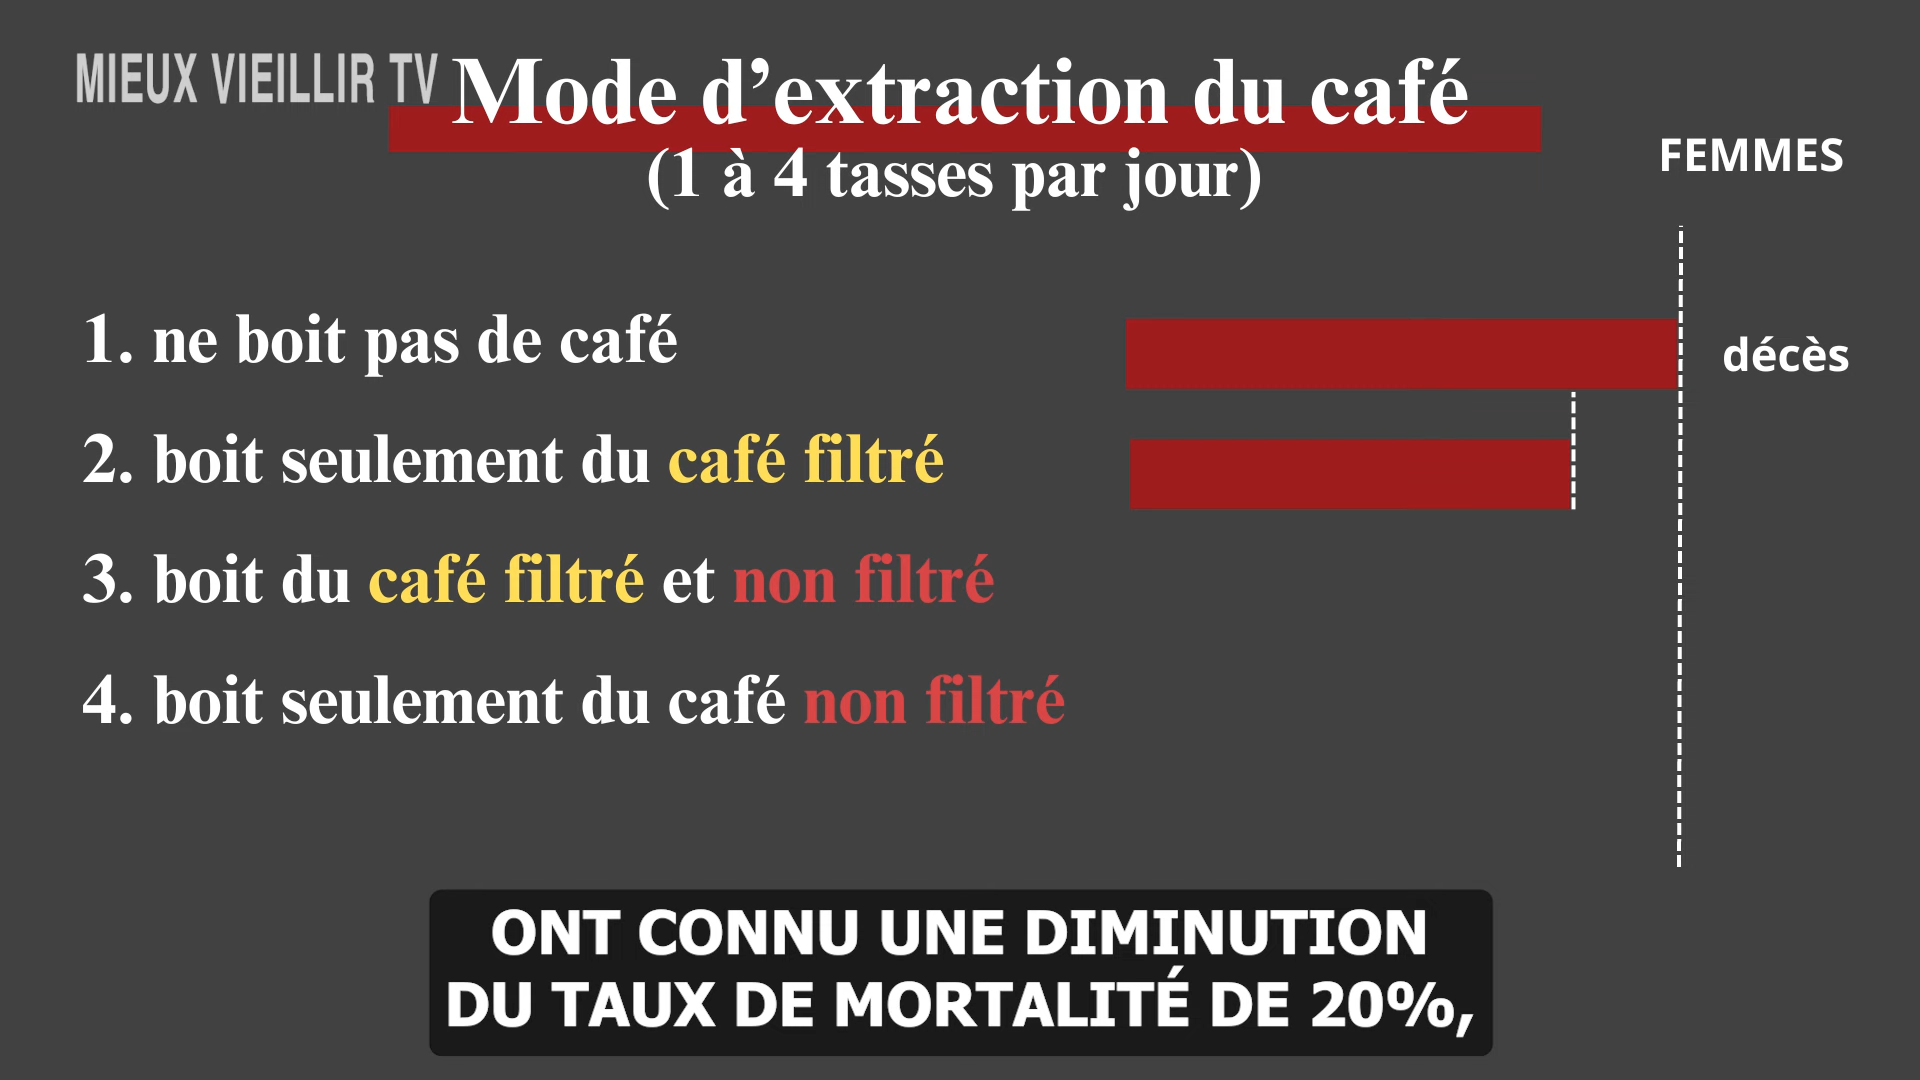 MIEUX VIEILLIR TV
Mode d’extraction du café
(1 à 4 tasses par jour)
FEMMES
1. ne boit pas de café
décès
2. boit seulement du café filtré
3. boit du café filtré et non filtré
4. boit seulement du café non filtré
ONT CONNU UNE DIMINUTION
DU TAUX DE MORTALITÉ DE 20%,